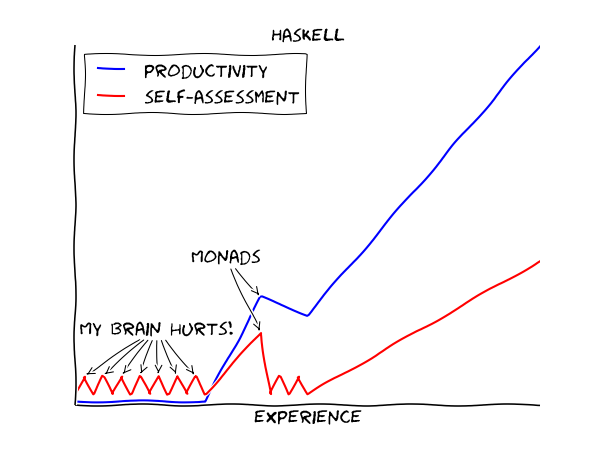 HASKELL
PRODUCTIVITY
SELF-ASSESSMENT
MONADS
MY BRAIN HURTS!
EXPERIENCE